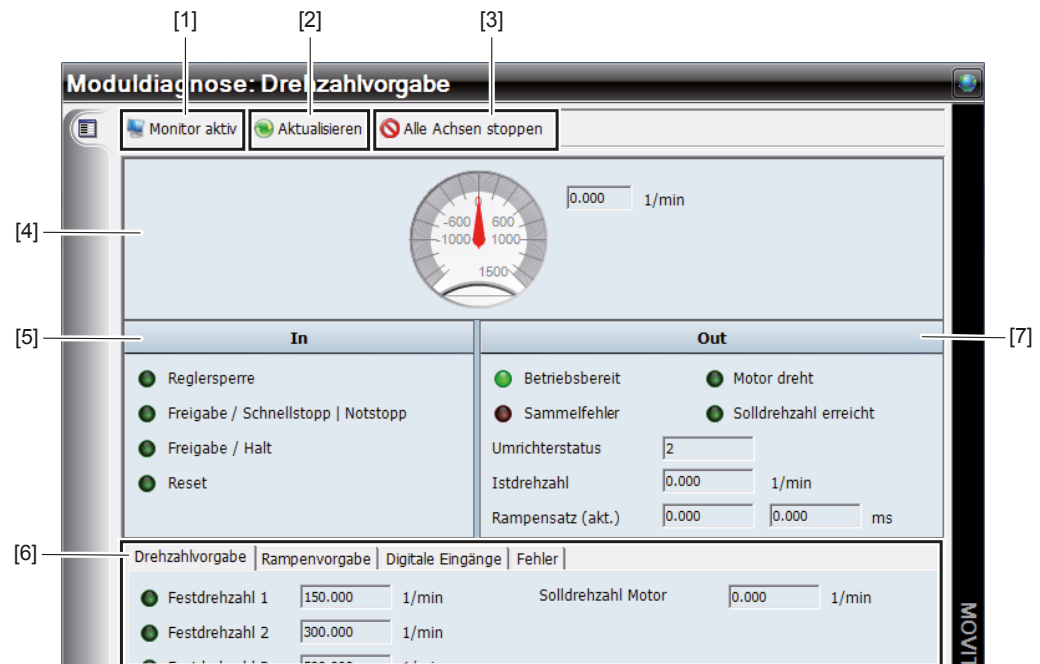 [1] [2] [3]
Moduldiagnose: Drehzahlvorgabe
Monitor aktiv Aktualisieren Alle Achsen stoppen
[4]
0.000 1/min
0
-600 600
-1000 1000
1500
[5] In
Out [7]
Reglersperre
Freigabe / Schnellstopp | Notstopp
Freigabe / Halt
Reset
Betriebsbereit Motor dreht
Sammelfehler Solldrehzahl erreicht
Umrichterstatus 2
Istdrehzahl 0.000 1/min
Rampensatz (akt.) 0.000 0.000 ms
[6]
Drehzahlvorgabe Rampenvorgabe Digitale Eingänge Fehler
Festdrehzahl 1 150.000 1/min
Solldrehzahl Motor 0.000 1/min
Festdrehzahl 2 300.000 1/min
MOVIT